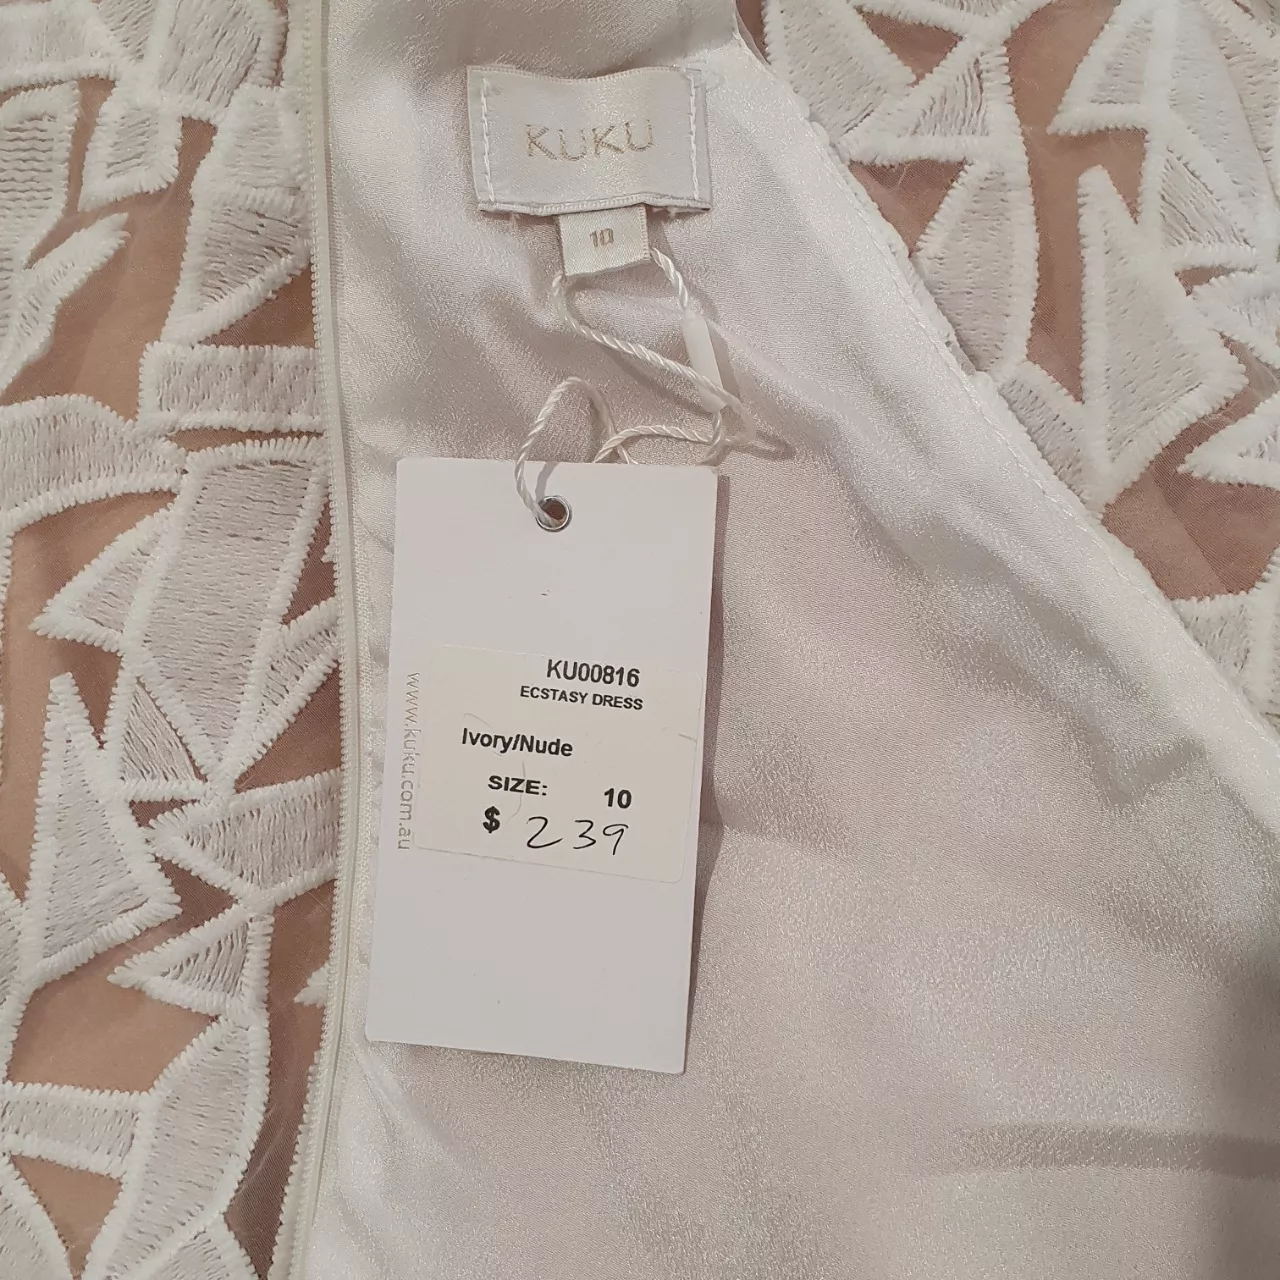 KUKU
10
KU00816
ECSTASY DRESS
Ivory/Nude
SIZE: 10
$ 239
www.kuku.com.au